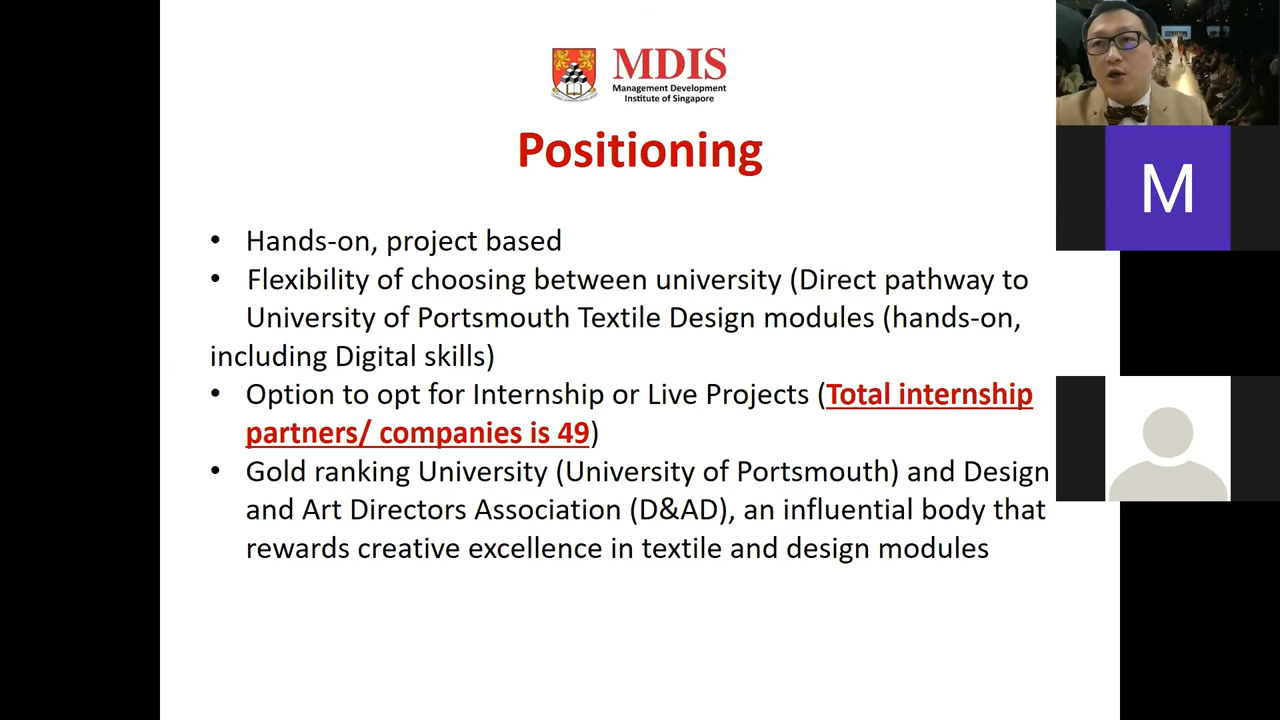 MDIS
Management Development
Institute of Singapore
Positioning
M
• Hands-on, project based
• Flexibility of choosing between university (Direct pathway to
University of Portsmouth Textile Design modules (hands-on,
including Digital skills)
• Option to opt for Internship or Live Projects (Total internship
partners/ companies is 49)
• Gold ranking University (University of Portsmouth) and Design
and Art Directors Association (D&AD), an influential body that
rewards creative excellence in textile and design modules